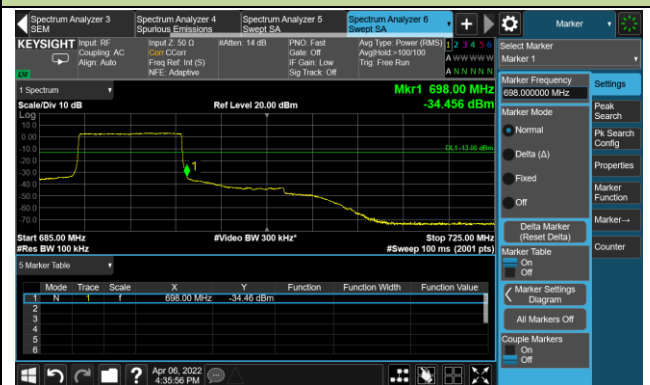 Spectrum Analyzer 3
SEM
Spectrum Analyzer 4
Spurious Emissions
Spectrum Analyzer 5
Swept SA
Spectrum Analyzer 6
Swept SA
Marker
KEYSIGHT
Input: RF
Coupling: AC
Align: Auto
Input Z: 50 Ω
Corr CCorr
Freq Ref: Int (S)
NFE: Adaptive
#Atten: 14 dB
PNO: Fast
Gate: Off
IF Gain: Low
Sig Track: Off
Avg Type: Power (RMS)
Avg|Hold:>100/100
Trig: Free Run
1 2 3 4 5 6
A W W W W W
A N N N N N
Select Marker
Marker 1
1 Spectrum
Scale/Div 10 dB
Ref Level 20.00 dBm
Mkr1 698.00 MHz
-34.456 dBm
Log
10.0
0.00
-10.0
-20.0
-30.0
-40.0
-50.0
-60.0
-70.0
DL1 -13.00 dBm
1
Start 685.00 MHz
#Res BW 100 kHz
#Video BW 300 kHz*
Stop 725.00 MHz
#Sweep 100 ms (2001 pts)
5 Marker Table
Mode Trace Scale X Y Function Function Width Function Value
1 N 1 f 698.00 MHz -34.46 dBm
2
3
4
5
6
Marker Frequency
698.000000 MHz
Marker Mode
Normal
Delta (Δ)
Fixed
Off
Delta Marker
(Reset Delta)
Marker Table
On
Off
Marker Settings
Diagram
All Markers Off
Couple Markers
On
Off
Settings
Peak
Search
Pk Search
Config
Properties
Marker
Function
Marker→
Counter
?
Apr 06, 2022
4:35:56 PM